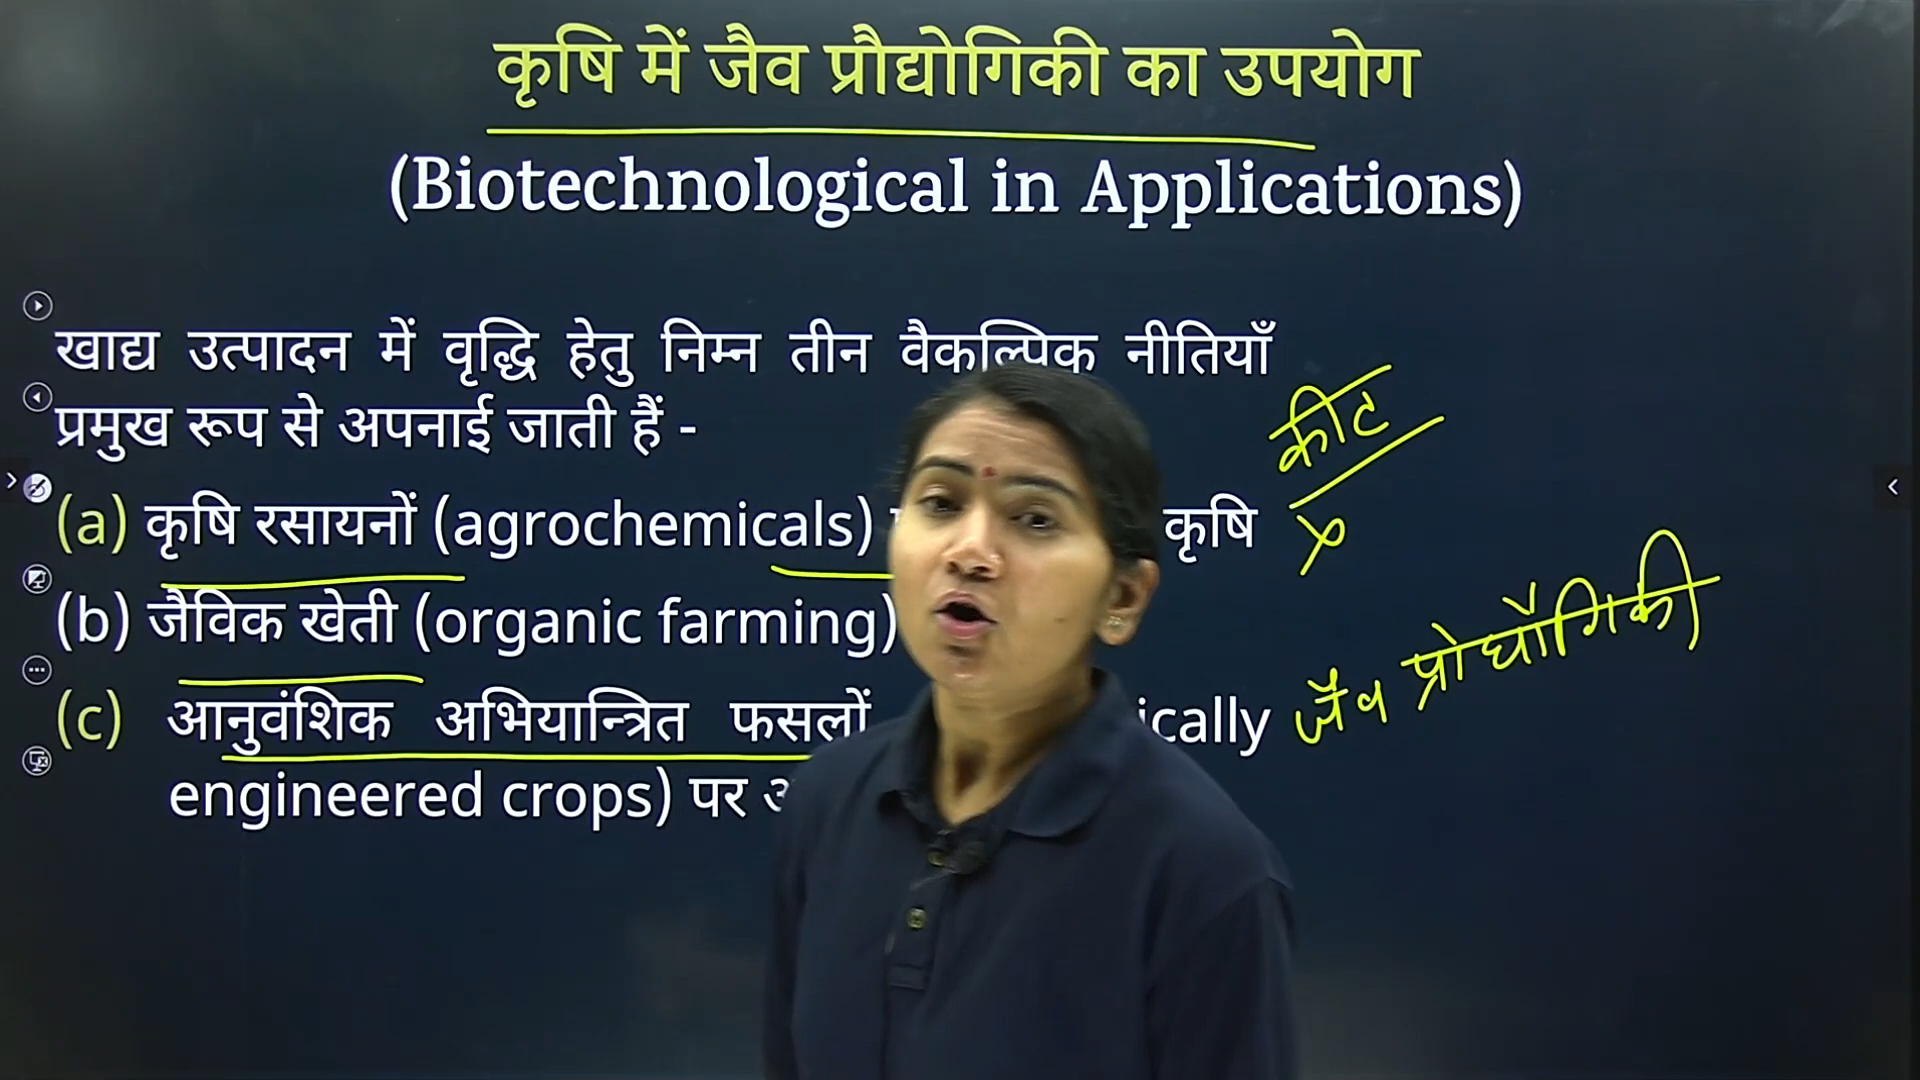 कृषि में जैव प्रौद्योगिकी का उपयोग
(Biotechnological in Applications)
खाद्य उत्पादन में वृद्धि हेतु निम्न तीन वैकल्पिक नीतियाँ
प्रमुख रूप से अपनाई जाती हैं -
(a) कृषि रसायनों (agrochemicals) कृषि
(b) जैविक खेती (organic farming)
(c) आनुवंशिक अभियान्त्रित फसलों ically
engineered crops) पर
कीट
जैव प्रोद्यौगिकी